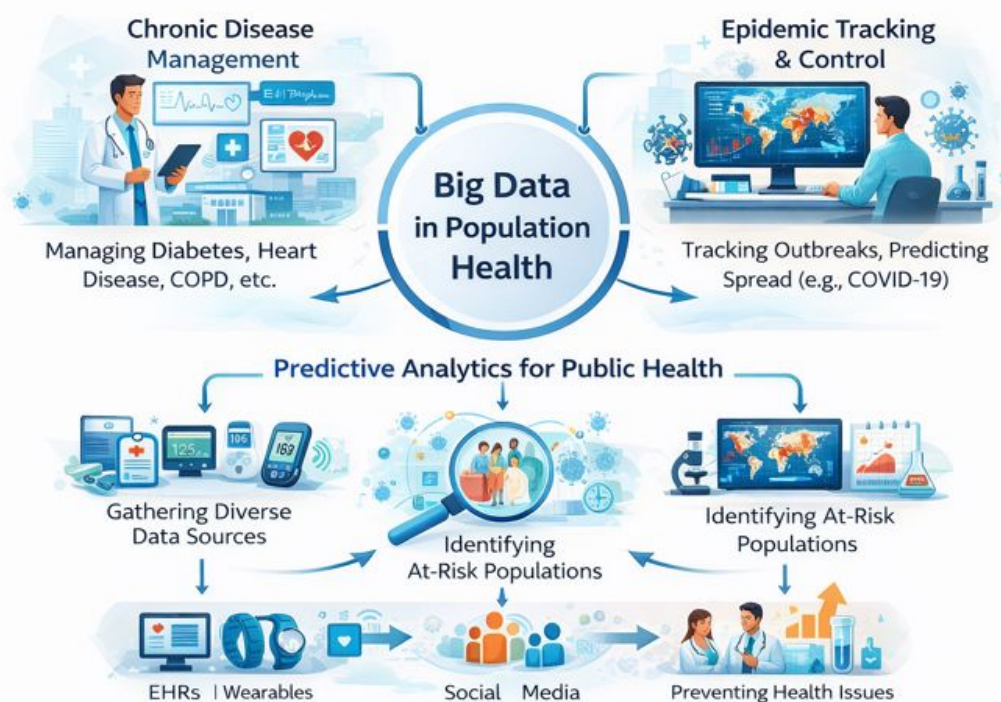 Chronic Disease
Management
Epidemic Tracking
& Control
Big Data
in Population
Health
Managing Diabetes, Heart
Disease, COPD, etc.
Tracking Outbreaks, Predicting
Spread (e.g., COVID-19)
Predictive Analytics for Public Health
106
125
169
Gathering Diverse
Data Sources
Identifying
At-Risk Populations
Identifying At-Risk
Populations
EHRs | Wearables
Social Media
Preventing Health Issues